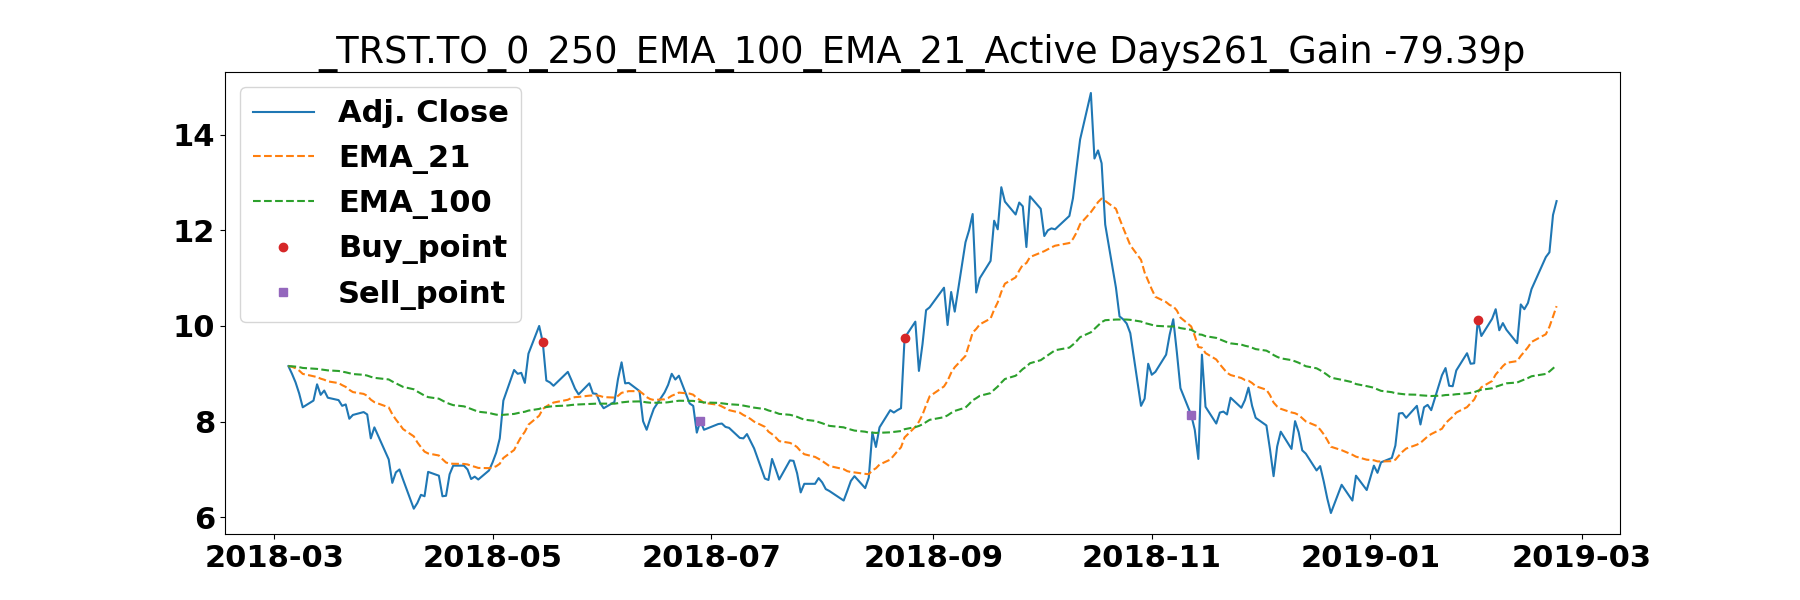 _TRST.TO_0_250_EMA_100_EMA_21_Active Days261_Gain -79.39p
Adj. Close
EMA_21
EMA_100
Buy_point
Sell_point
14
12
10
8
6
2018-03 2018-05 2018-07 2018-09 2018-11 2019-01 2019-03